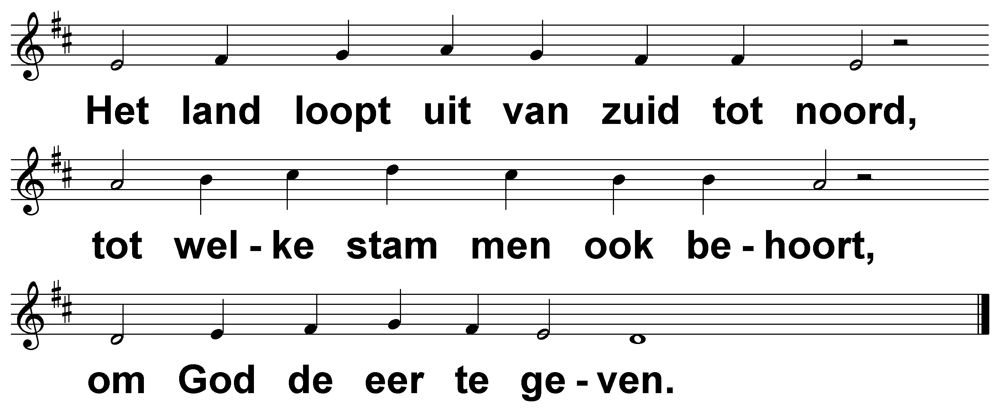 Het land loopt uit van zuid tot noord,
tot wel - ke stam men ook be - hoort,
om God de eer te ge - ven.